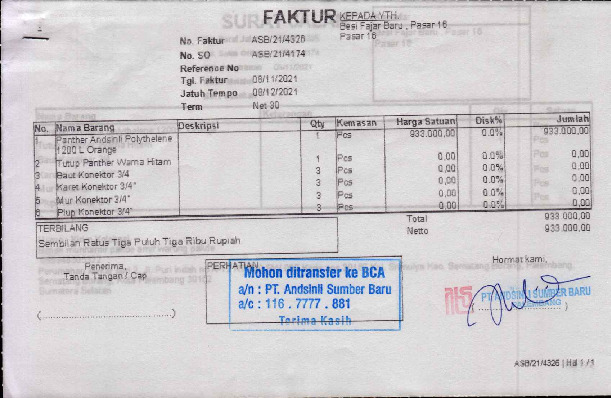 FAKTUR
KEPADA YTH.
Besi Fajar Baru, Pasar 16
Pasar 16
No. Faktur ASB/21/4326
No. SO ASB/21/4174
Reference No
Tgl. Faktur 08/11/2021
Jatuh Tempo 08/12/2021
Term Net 30
No. Nama Barang Deskripsi Qty Kemasan Harga Satuan Disk% Jumlah
1 Panther Andsinli Polythelene 1 Pcs 933.000,00 0.0% 933.000,00
1200 L Orange
2 Tutup Panther Warna Hitam 1 Pcs 0,00 0.0% 0,00
3 Baut Konektor 3/4 3 Pcs 0,00 0.0% 0,00
4 Karet Konektor 3/4" 3 Pcs 0,00 0.0% 0,00
5 Mur Konektor 3/4" 3 Pcs 0,00 0.0% 0,00
6 Plup Konektor 3/4" 3 Pcs 0,00 0.0% 0,00
TERBILANG
Total 933.000,00
Netto 933.000,00
Sembilan Ratus Tiga Puluh Tiga Ribu Rupiah
Penerima,
Tanda Tangan / Cap
PERHATIAN
Hormat kami,
Mohon ditransfer ke BCA
a/n : PT. Andsinli Sumber Baru
a/c : 116 . 7777 . 881
Terima Kasih
PT. ANDSINLI SUMBER BARU
(......................)
ASB/21/4326 | Hal 1 / 1